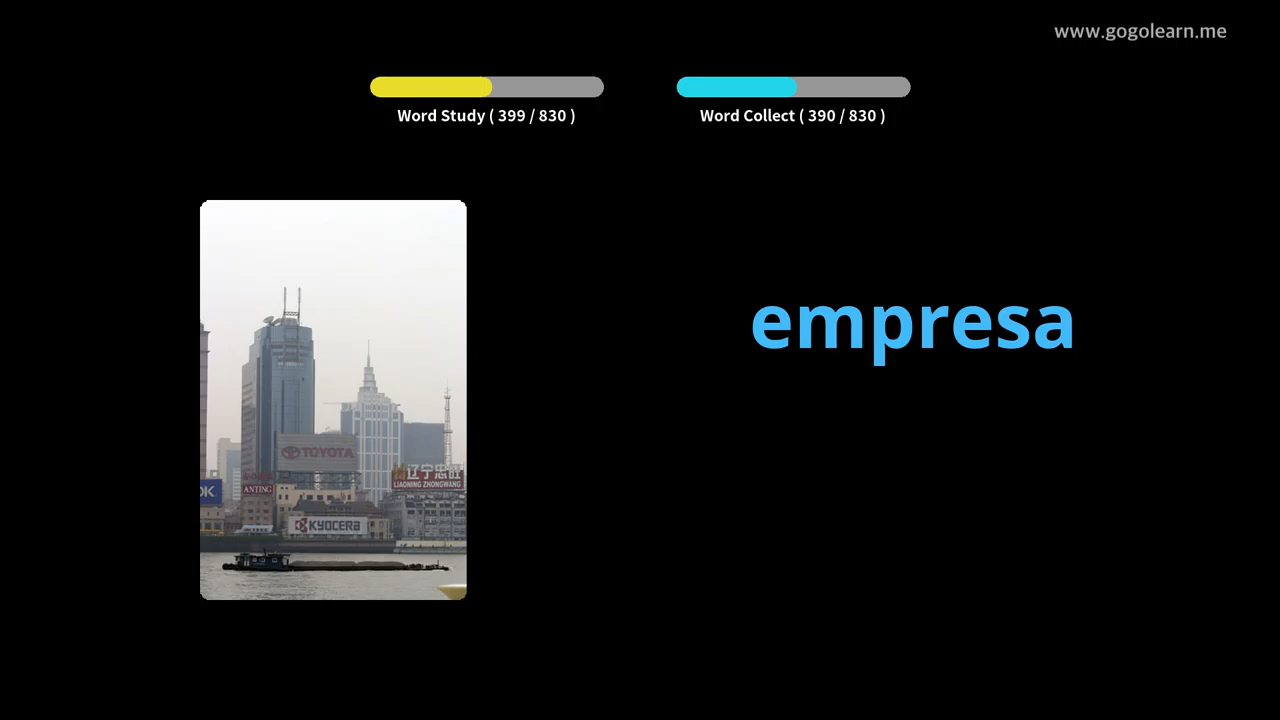 www.gogolearn.me
Word Study ( 399 / 830 )
Word Collect ( 390 / 830 )
empresa
TOYOTA
辽宁忠旺
LIAONING ZHONGWANG
OK
ANTING
KYOCERA